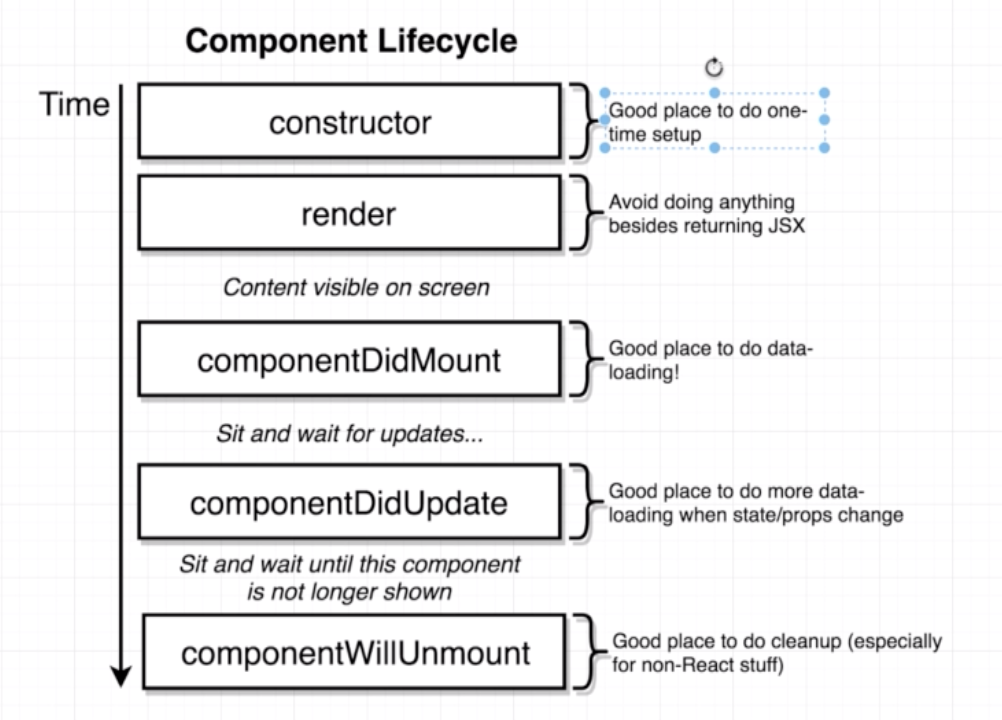 Component Lifecycle
Time
constructor
Good place to do one-
time setup
render
Avoid doing anything
besides returning JSX
Content visible on screen
componentDidMount
Good place to do data-
loading!
Sit and wait for updates...
componentDidUpdate
Good place to do more data-
loading when state/props change
Sit and wait until this component
is not longer shown
componentWillUnmount
Good place to do cleanup (especially
for non-React stuff)